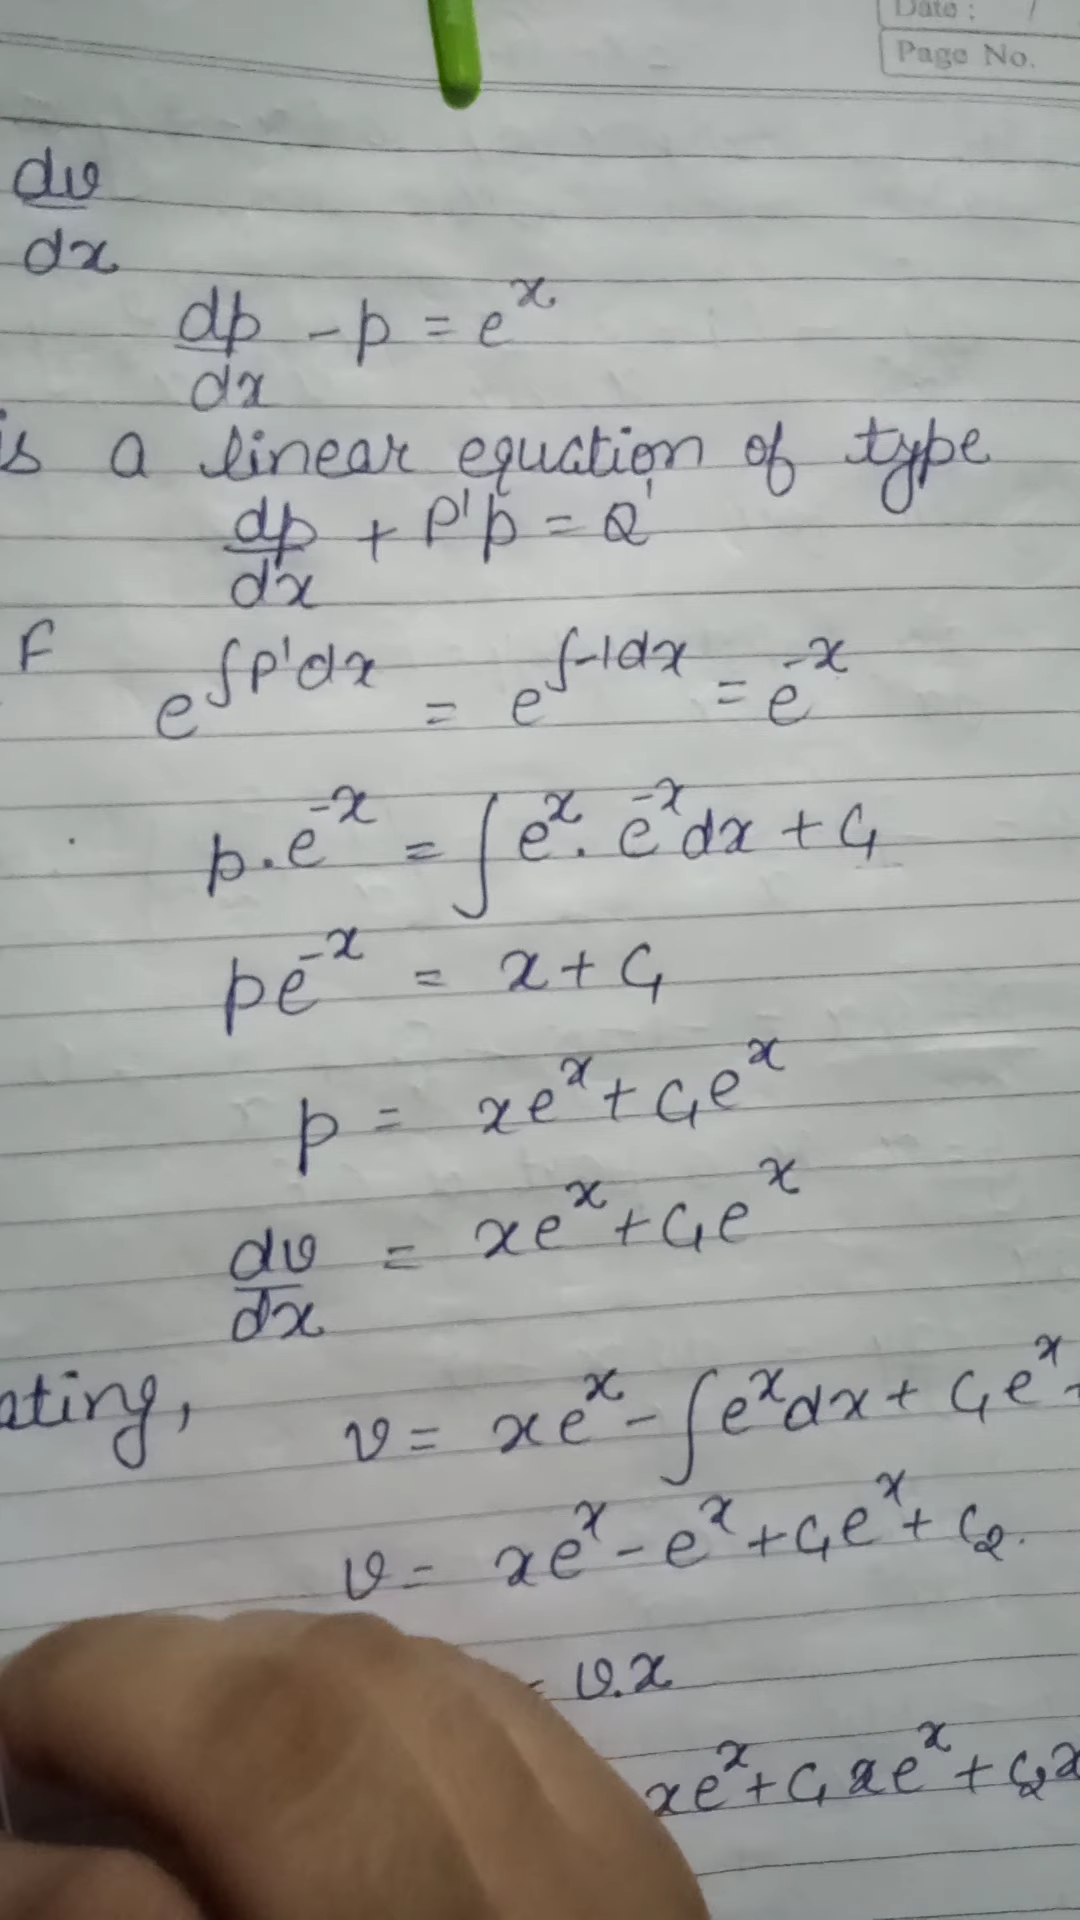 Date : /
Page No.
dv/dx
dp/dx - p = e^x
is a linear equation of type
dp/dx + P'p = Q'
F e^∫P'dx = e^∫-1dx = e^-x
p.e^-x = ∫e^x. e^-x dx + C1
pe^-x = x + C1
p = xe^x + C1e^x
dv/dx = xe^x + C1e^x
ating, v = xe^x - ∫e^x dx + C1e^x +
v = xe^x - e^x + C1e^x + C2.
= v.x
xe^x + C1xe^x + C2x